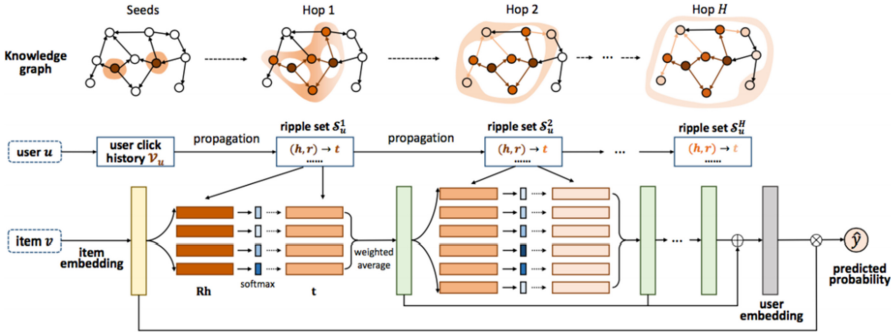 Seeds
Hop 1
Hop 2
Hop H
Knowledge
graph
...
user u
user click
history 𝒱ᵤ
propagation
ripple set 𝒮ᵤ¹
(h, r) → t
......
propagation
ripple set 𝒮ᵤ²
(h, r) → t
......
...
ripple set 𝒮ᵤᴴ
(h, r) → t
......
item v
item
embedding
Rh
softmax
t
weighted
average
...
user
embedding
ŷ
predicted
probability